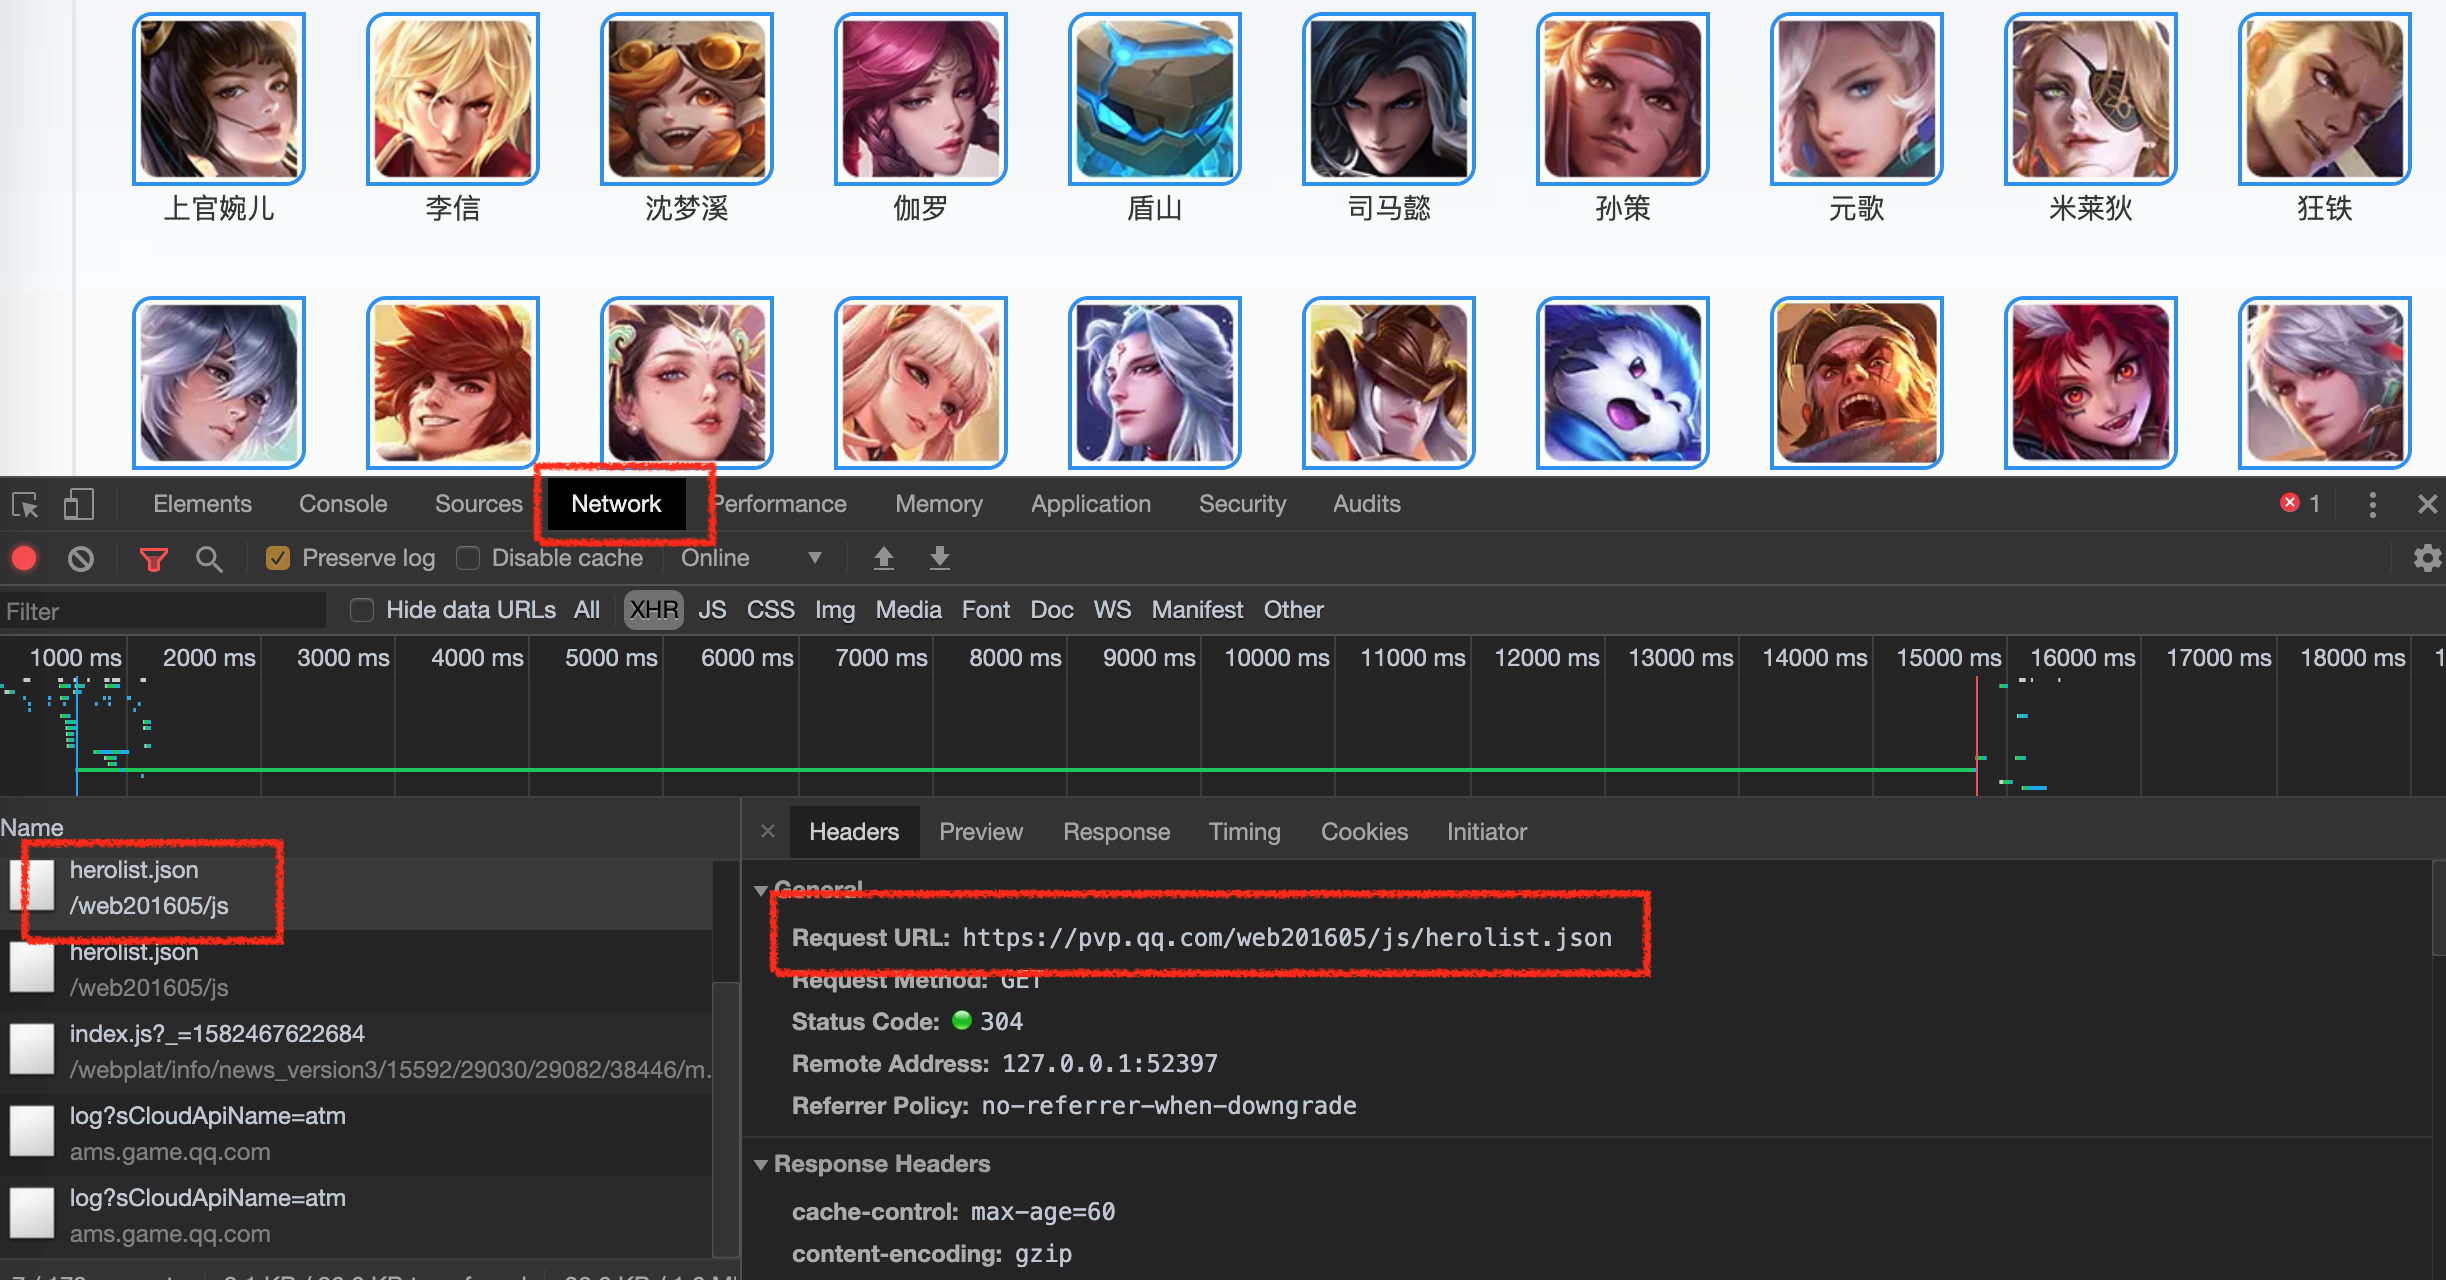 上官婉儿 李信 沈梦溪 伽罗 盾山 司马懿 孙策 元歌 米莱狄 狂铁
Elements Console Sources Network Performance Memory Application Security Audits 1
Preserve log Disable cache Online
Filter Hide data URLs All XHR JS CSS Img Media Font Doc WS Manifest Other
1000 ms 2000 ms 3000 ms 4000 ms 5000 ms 6000 ms 7000 ms 8000 ms 9000 ms 10000 ms 11000 ms 12000 ms 13000 ms 14000 ms 15000 ms 16000 ms 17000 ms 18000 ms
Name
herolist.json
/web201605/js
herolist.json
/web201605/js
index.js?_=1582467622684
/webplat/info/news_version3/15592/29030/29082/38446/m...
log?sCloudApiName=atm
ams.game.qq.com
log?sCloudApiName=atm
ams.game.qq.com
Headers Preview Response Timing Cookies Initiator
General
Request URL: https://pvp.qq.com/web201605/js/herolist.json
Request Method: GET
Status Code: 304
Remote Address: 127.0.0.1:52397
Referrer Policy: no-referrer-when-downgrade
Response Headers
cache-control: max-age=60
content-encoding: gzip